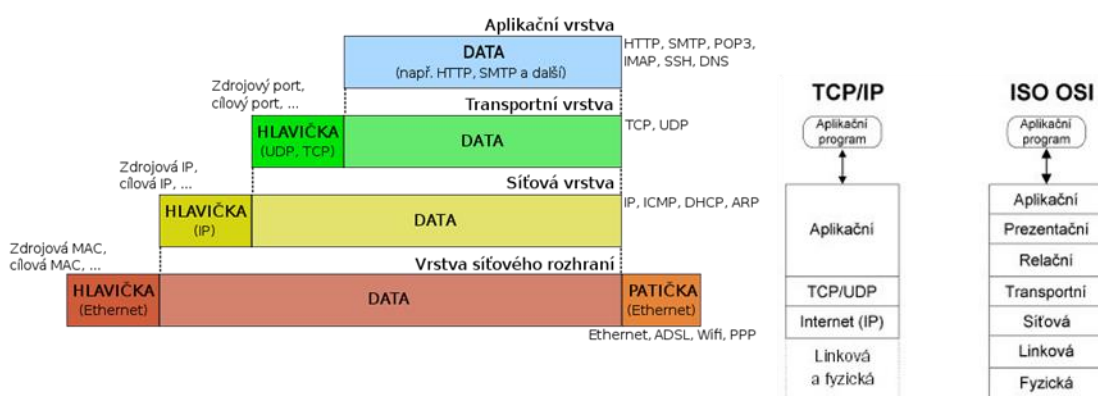 Aplikační vrstva
DATA
(např. HTTP, SMTP a další)
HTTP, SMTP, POP3,
IMAP, SSH, DNS
Zdrojový port,
cílový port, ...
Transportní vrstva
HLAVIČKA
(UDP, TCP)
DATA
TCP, UDP
Zdrojová IP,
cílová IP, ...
Síťová vrstva
HLAVIČKA
(IP)
DATA
IP, ICMP, DHCP, ARP
Zdrojová MAC,
cílová MAC, ...
Vrstva síťového rozhraní
HLAVIČKA
(Ethernet)
DATA
PATIČKA
(Ethernet)
Ethernet, ADSL, Wifi, PPP
TCP/IP
Aplikační
program
Aplikační
TCP/UDP
Internet (IP)
Linková
a fyzická
ISO OSI
Aplikační
program
Aplikační
Prezentační
Relační
Transportní
Síťová
Linková
Fyzická